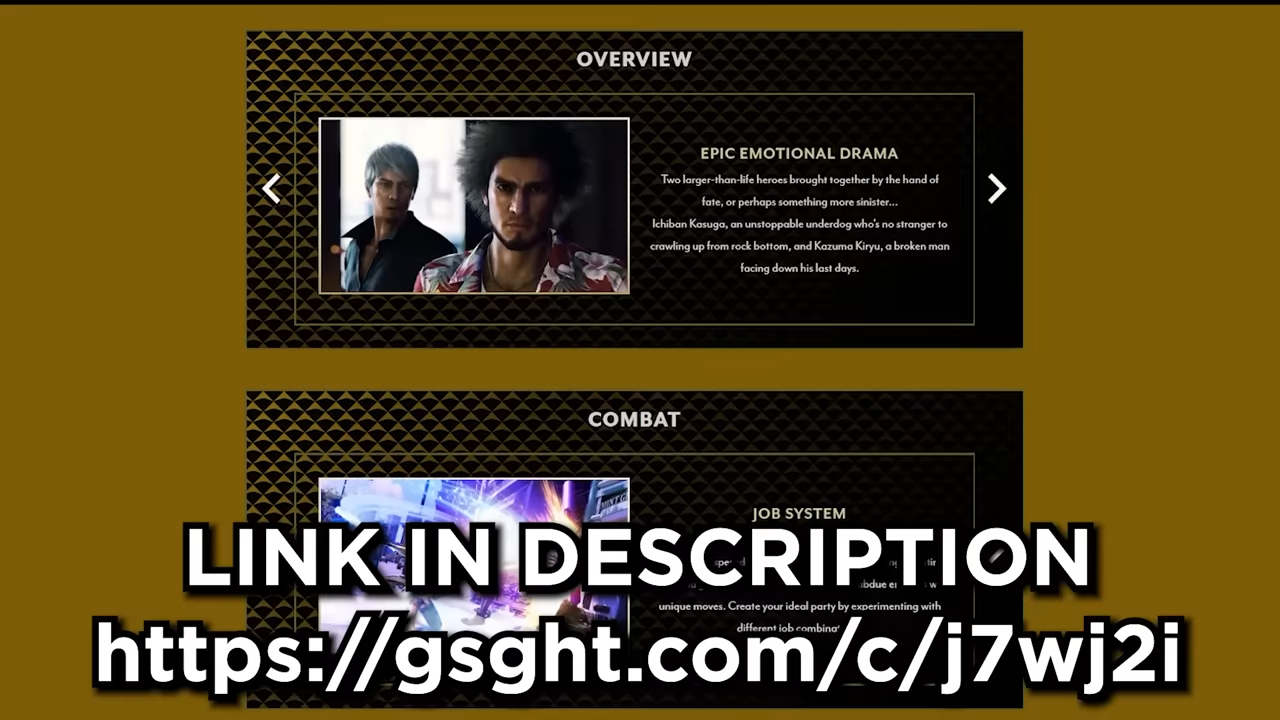 OVERVIEW
EPIC EMOTIONAL DRAMA
Two larger-than-life heroes brought together by the hand of
fate, or perhaps something more sinister...
Ichiban Kasuga, an unstoppable underdog who's no stranger to
crawling up from rock bottom, and Kazuma Kiryu, a broken man
facing down his last days.
COMBAT
JOB SYSTEM
unique moves. Create your ideal party by experimenting with
different job
LINK IN DESCRIPTION
https://gsght.com/c/j7wj2i